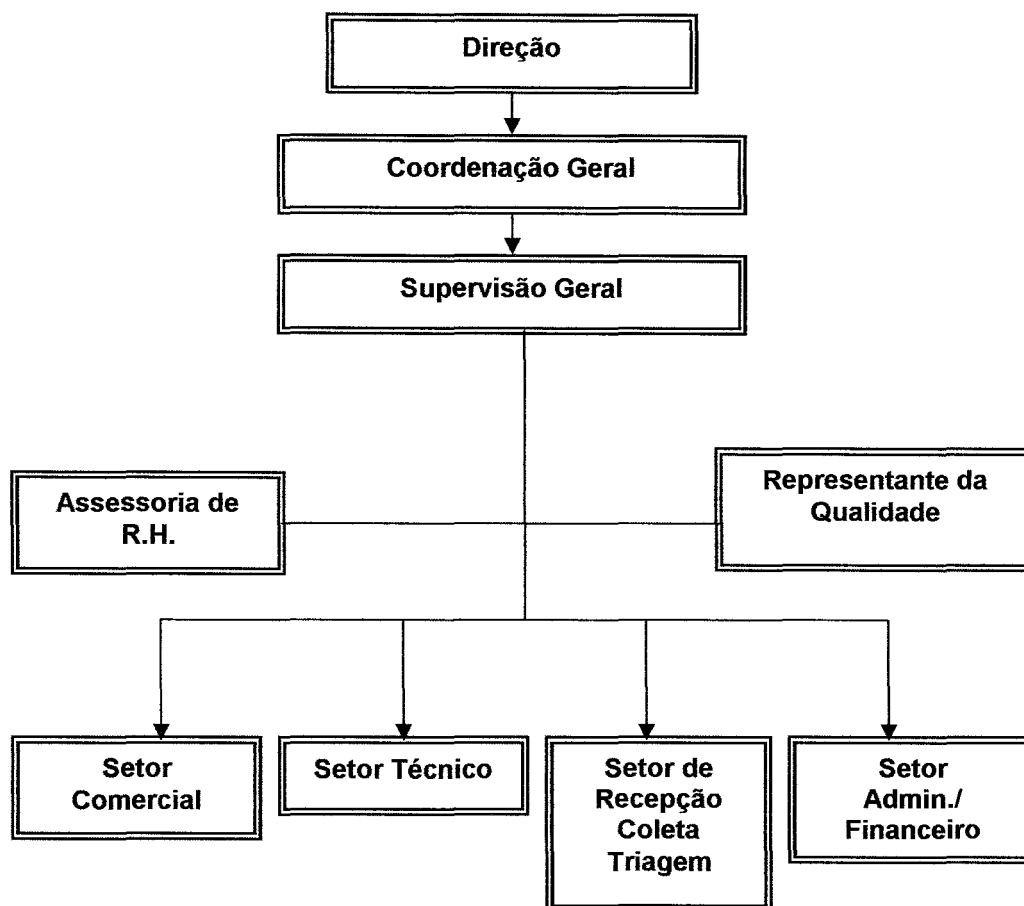 Direção
Coordenação Geral
Supervisão Geral
Assessoria de
R.H.
Representante da
Qualidade
Setor
Comercial
Setor Técnico
Setor de
Recepção
Coleta
Triagem
Setor
Admin./
Financeiro